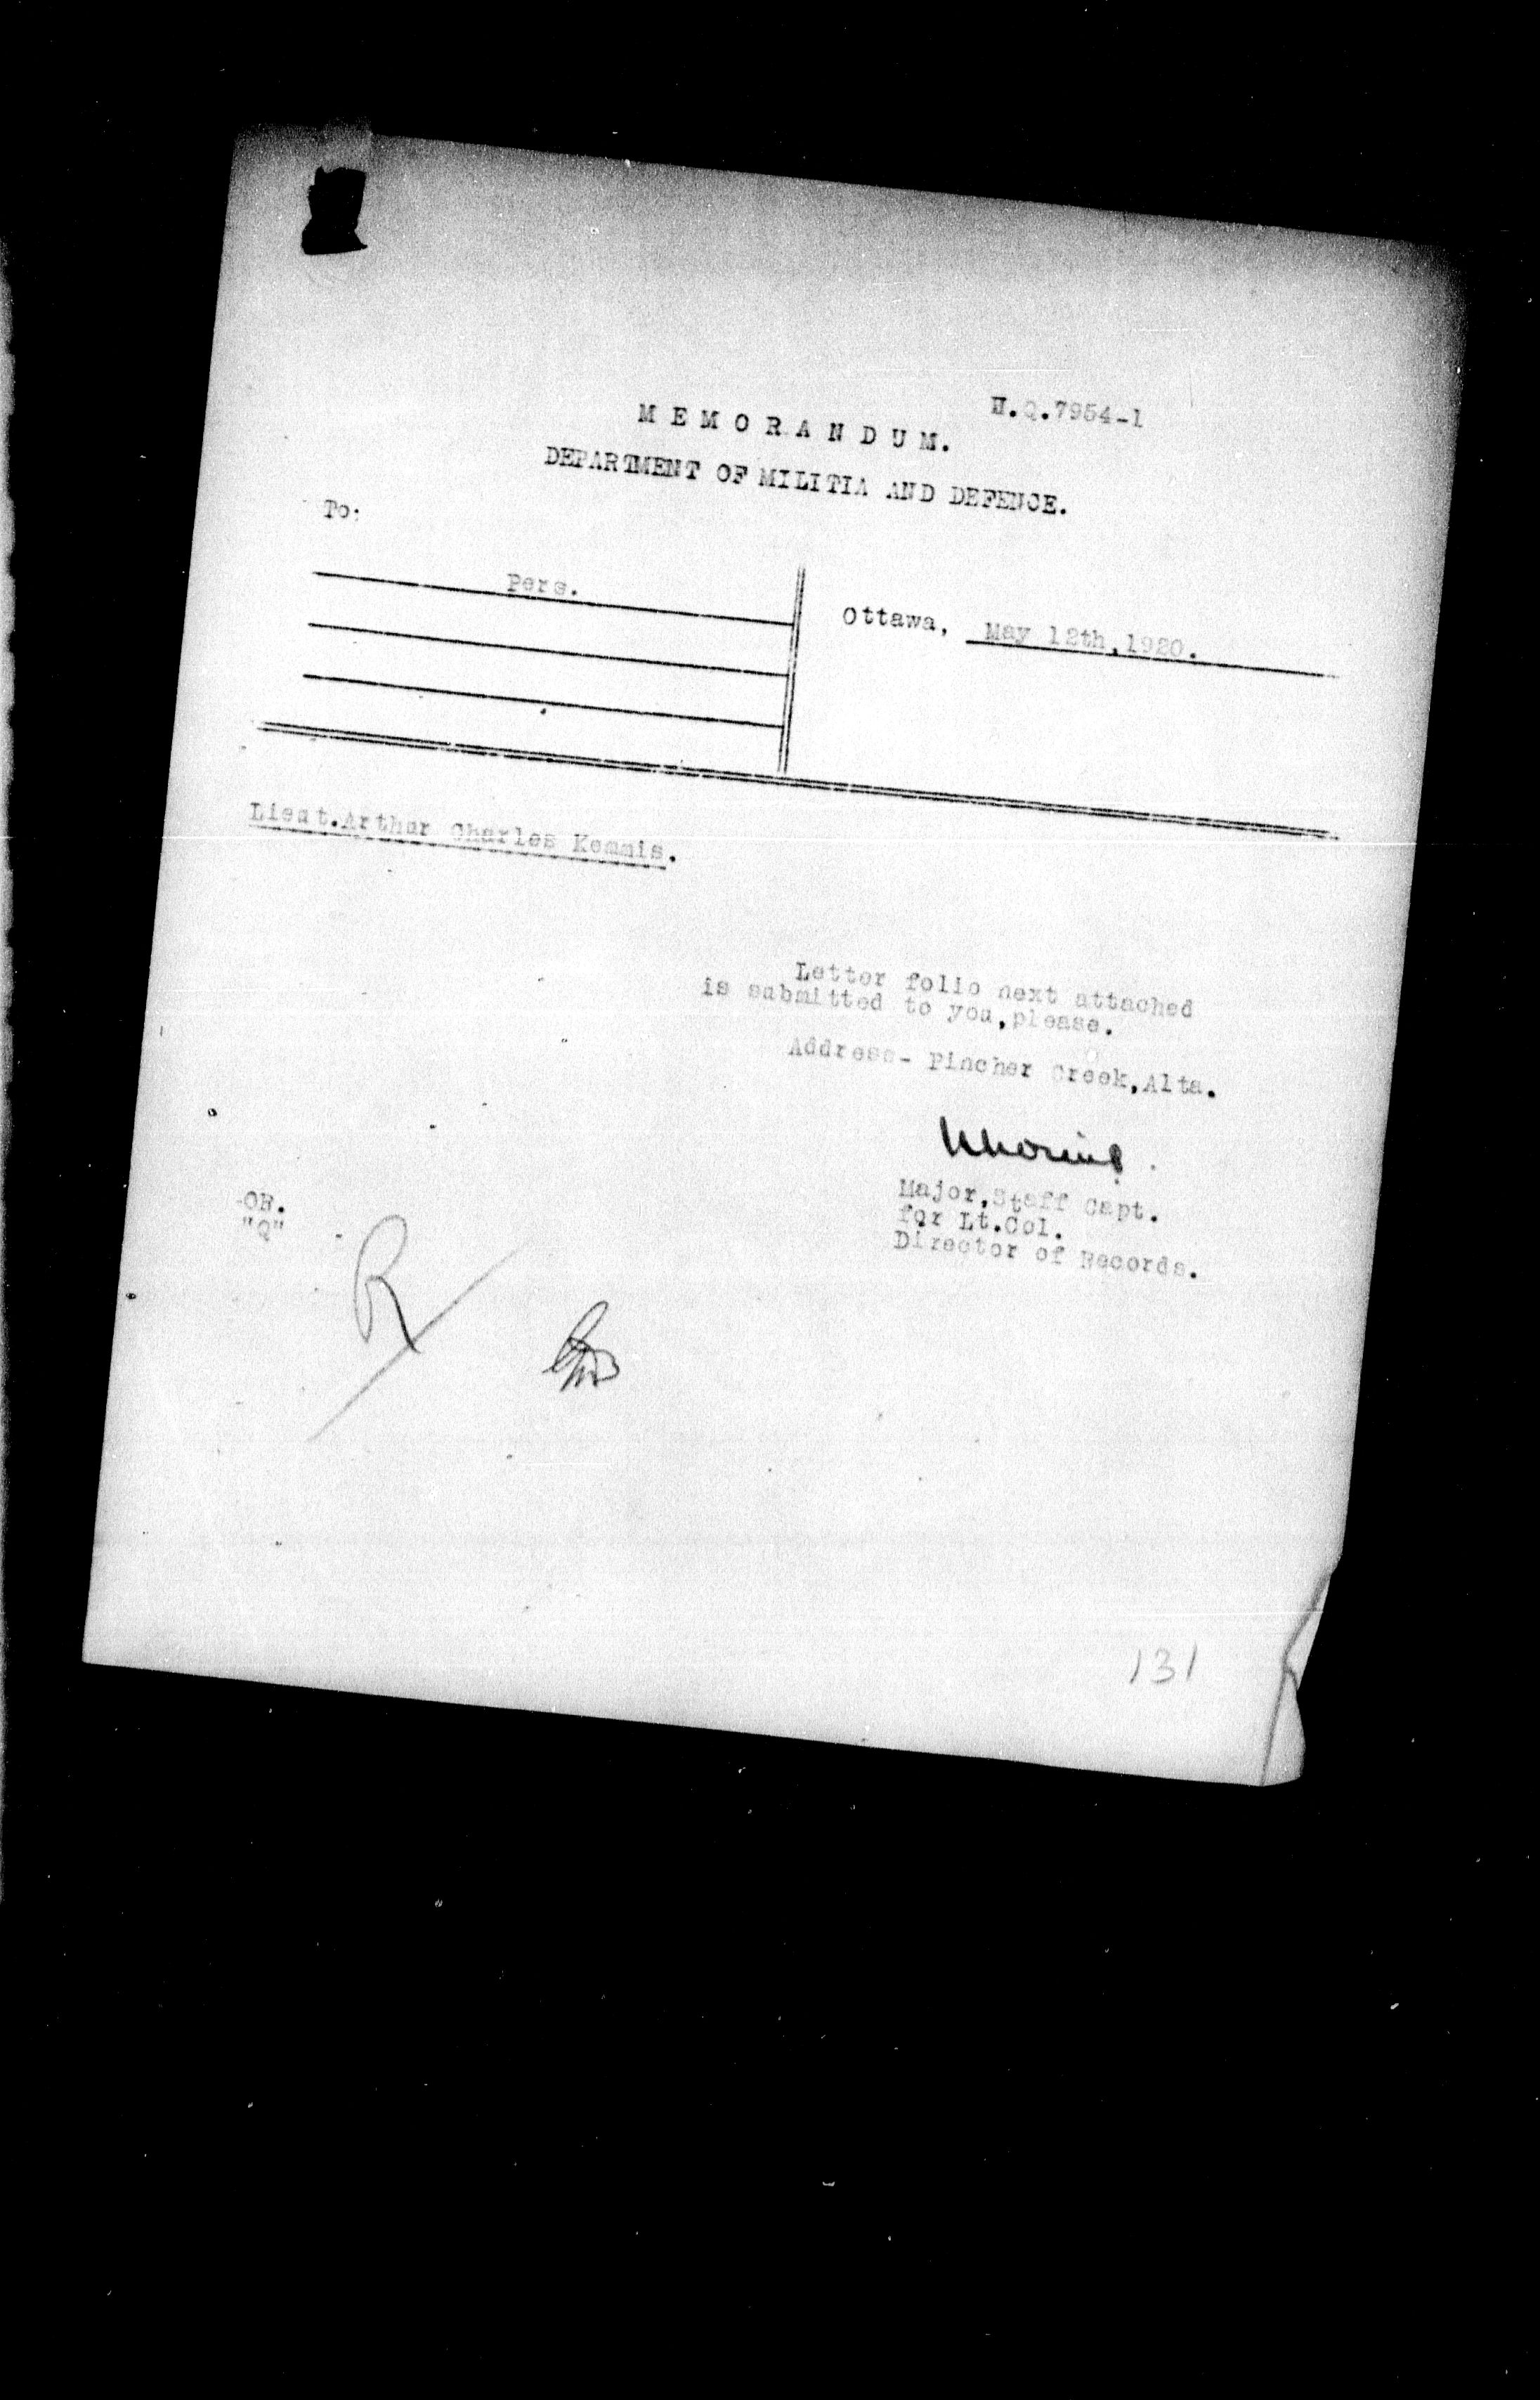 H.Q.7954-1
M E M O R A N D U M.
DEPARTMENT OF MILITIA AND DEFENCE.
To:
Pers.
Ottawa, May 12th,1920.
Lieut.Arthur Charles Kemmis.
Letter folio next attached
is submitted to you,please.
Address- Pincher Creek,Alta.
Major,Staff Capt.
for Lt.Col.
Director of Records.
"Q"
R
131